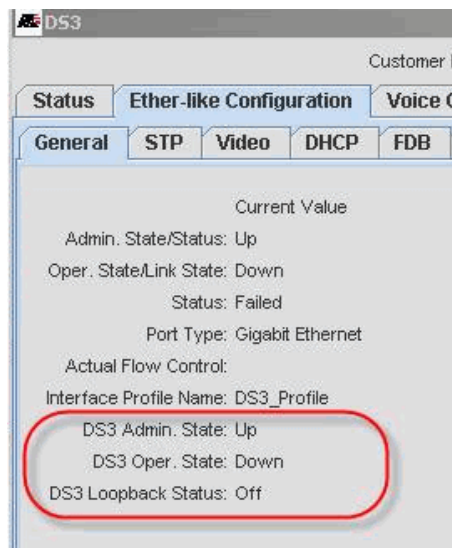 DS3
Customer
Status Ether-like Configuration Voice
General STP Video DHCP FDB
Current Value
Admin. State/Status: Up
Oper. State/Link State: Down
Status: Failed
Port Type: Gigabit Ethernet
Actual Flow Control:
Interface Profile Name: DS3_Profile
DS3 Admin. State: Up
DS3 Oper. State: Down
DS3 Loopback Status: Off